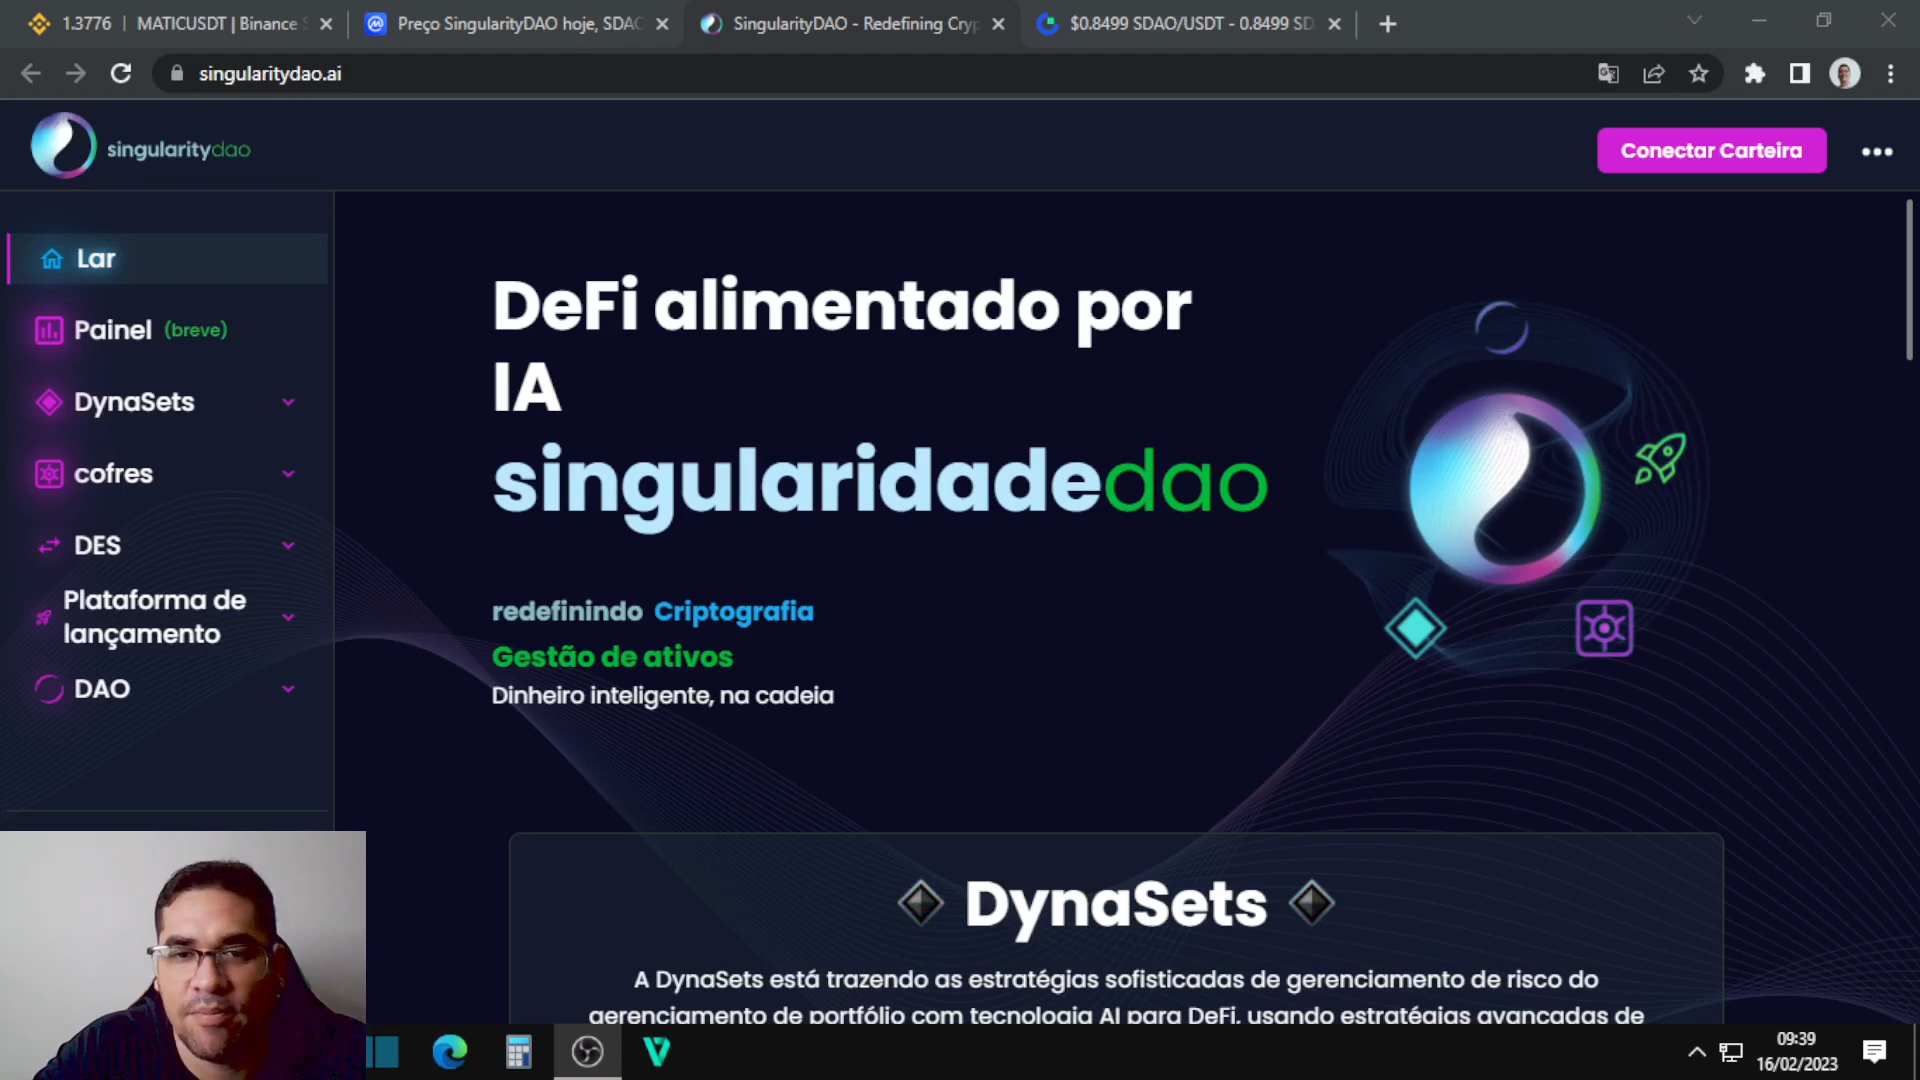 1.3776 | MATICUSDT | Binance
Preço SingularityDAO hoje, SDAO
SingularityDAO - Redefining Cryp
$0.8499 SDAO/USDT - 0.8499 SD
singularitydao.ai
singularitydao
Conectar Carteira
Lar
Painel (breve)
DynaSets
cofres
DES
Plataforma de
lançamento
DAO
DeFi alimentado por
IA
singularidadedao
redefinindo Criptografia
Gestão de ativos
Dinheiro inteligente, na cadeia
DynaSets
A DynaSets está trazendo as estratégias sofisticadas de gerenciamento de risco do
gerenciamento de portfólio com tecnologia AI para DeFi, usando estratégias avançadas de
09:39
16/02/2023